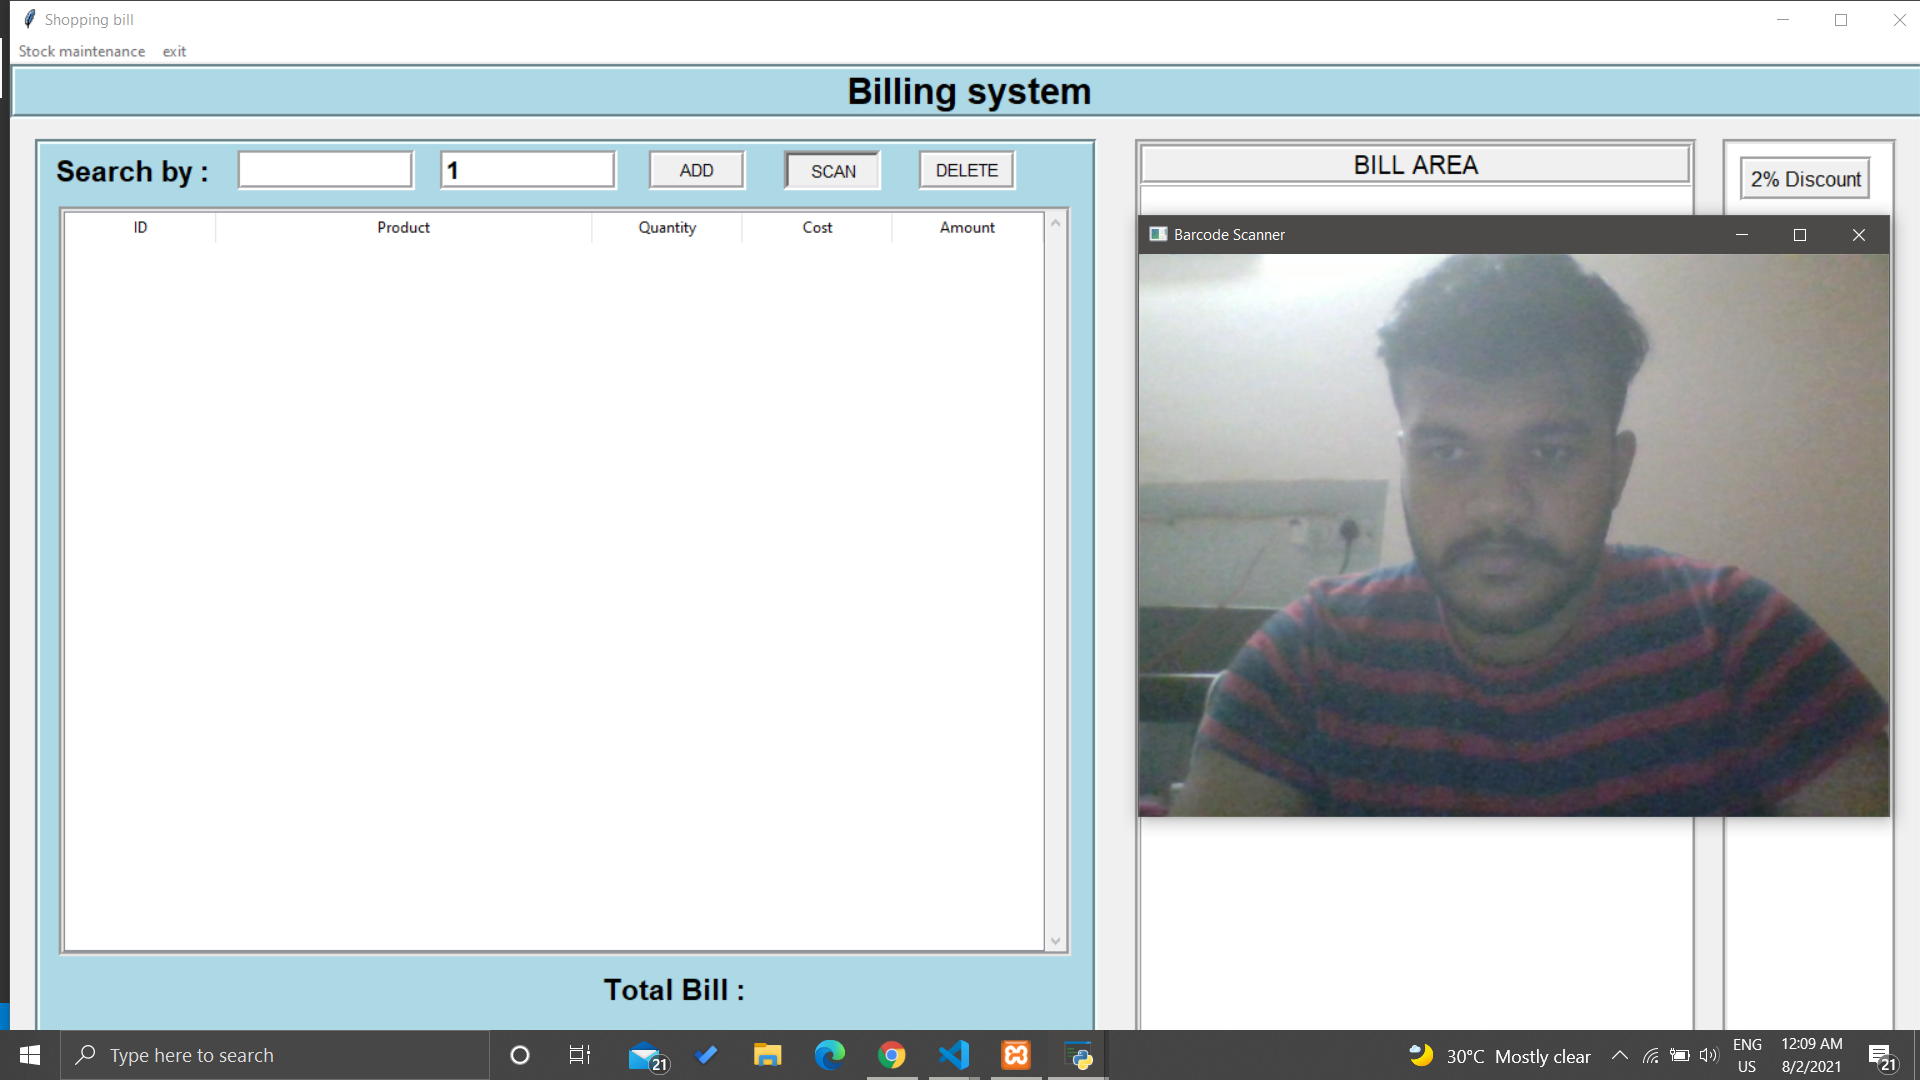 Shopping bill
Stock maintenance exit
Billing system
Search by : 1 ADD SCAN DELETE
ID Product Quantity Cost Amount
Total Bill :
BILL AREA
2% Discount
Barcode Scanner
Type here to search
21
30°C Mostly clear
ENG
US
12:09 AM
8/2/2021
21